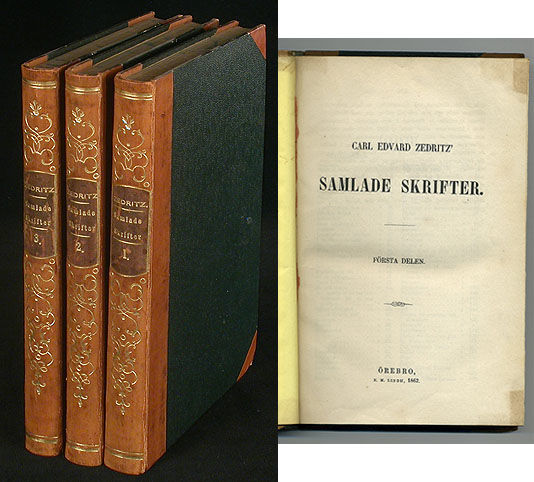 ZEDRITZ.
Samlade
Skrifter
3.
ZEDRITZ.
Samlade
Skrifter
2.
ZEDRITZ.
Samlade
Skrifter
1.
CARL EDVARD ZEDRITZ'
SAMLADE SKRIFTER.
FÖRSTA DELEN.
ÖREBRO,
N. M. LINDH, 1862.